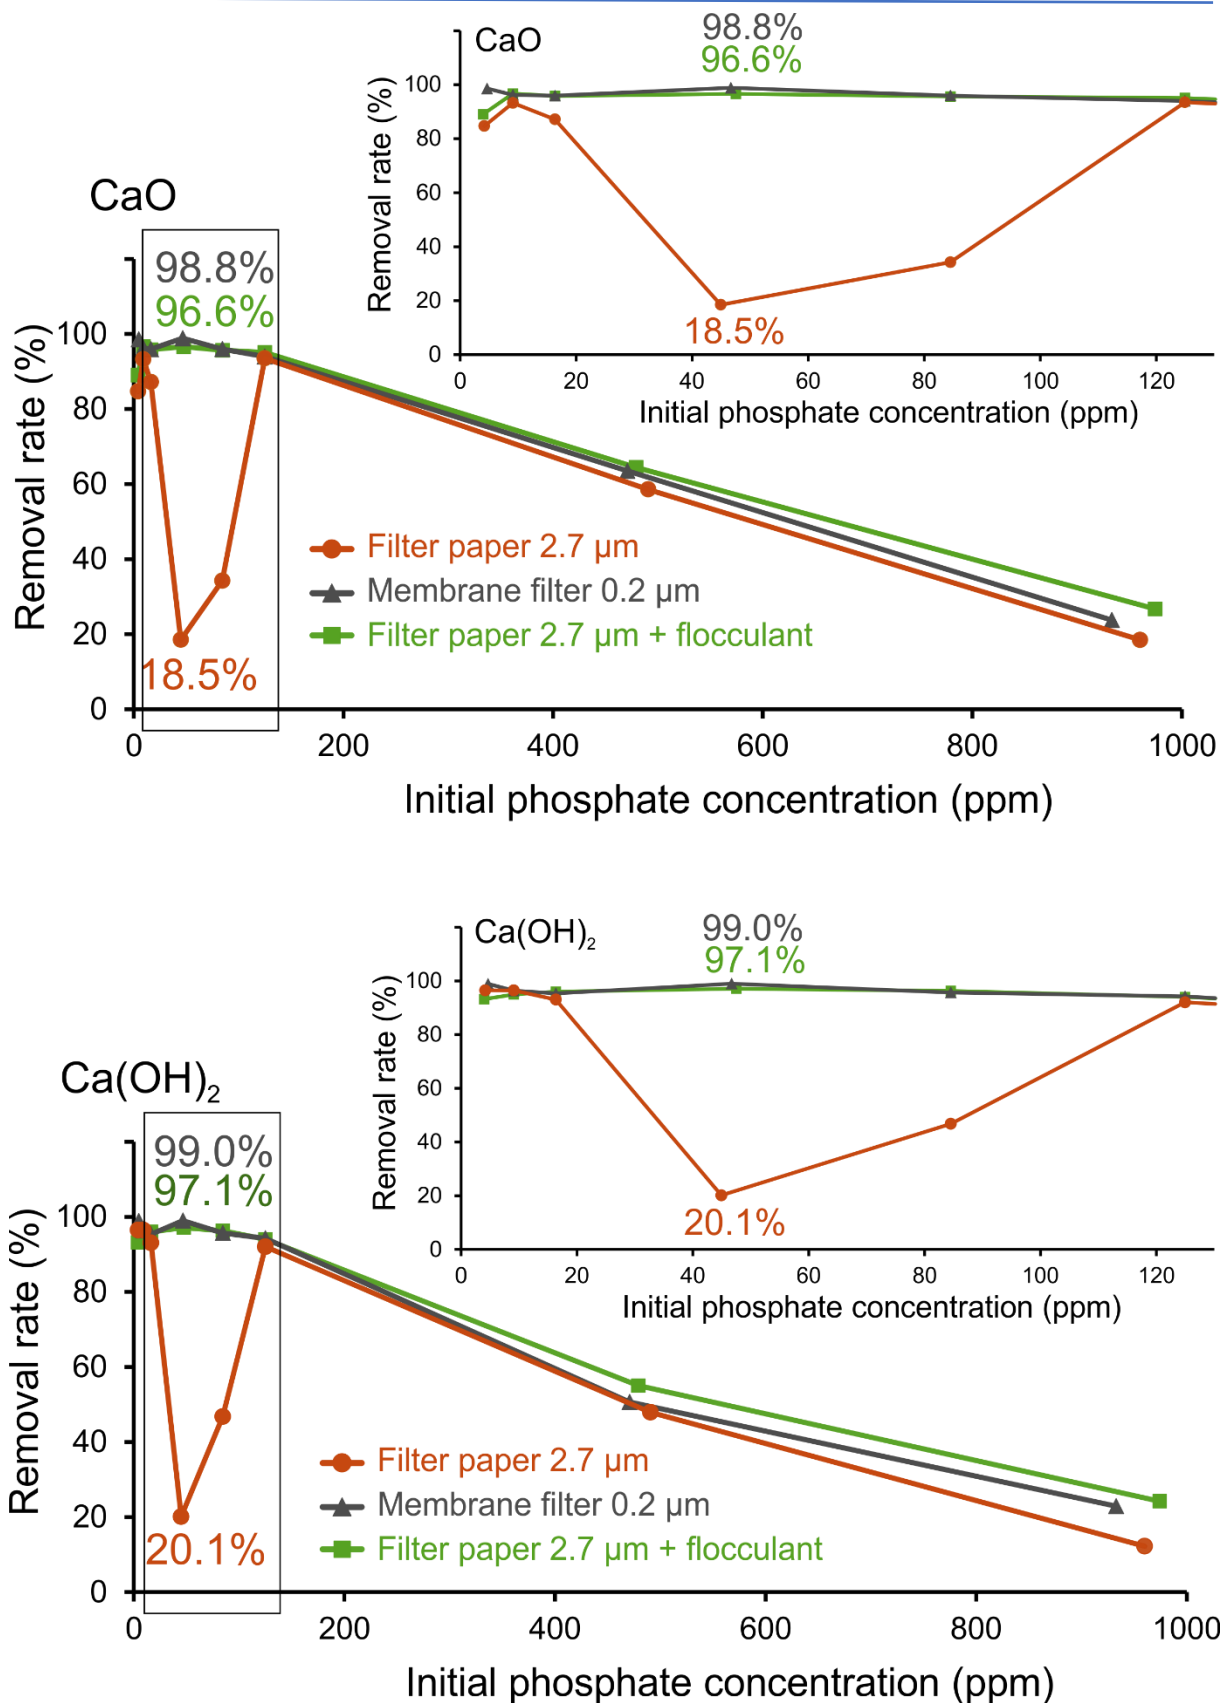 CaO
98.8%
96.6%
Removal rate (%)
100
80
60
40
20
0
18.5%
0 20 40 60 80 100 120
Initial phosphate concentration (ppm)
CaO
98.8%
96.6%
Removal rate (%)
100
80
60
40
20
0
18.5%
Filter paper 2.7 µm
Membrane filter 0.2 µm
Filter paper 2.7 µm + flocculant
0 200 400 600 800 1000
Initial phosphate concentration (ppm)
Ca(OH)₂
99.0%
97.1%
Removal rate (%)
100
80
60
40
20
0
20.1%
0 20 40 60 80 100 120
Initial phosphate concentration (ppm)
Ca(OH)₂
99.0%
97.1%
Removal rate (%)
100
80
60
40
20
0
20.1%
Filter paper 2.7 µm
Membrane filter 0.2 µm
Filter paper 2.7 µm + flocculant
0 200 400 600 800 1000
Initial phosphate concentration (ppm)